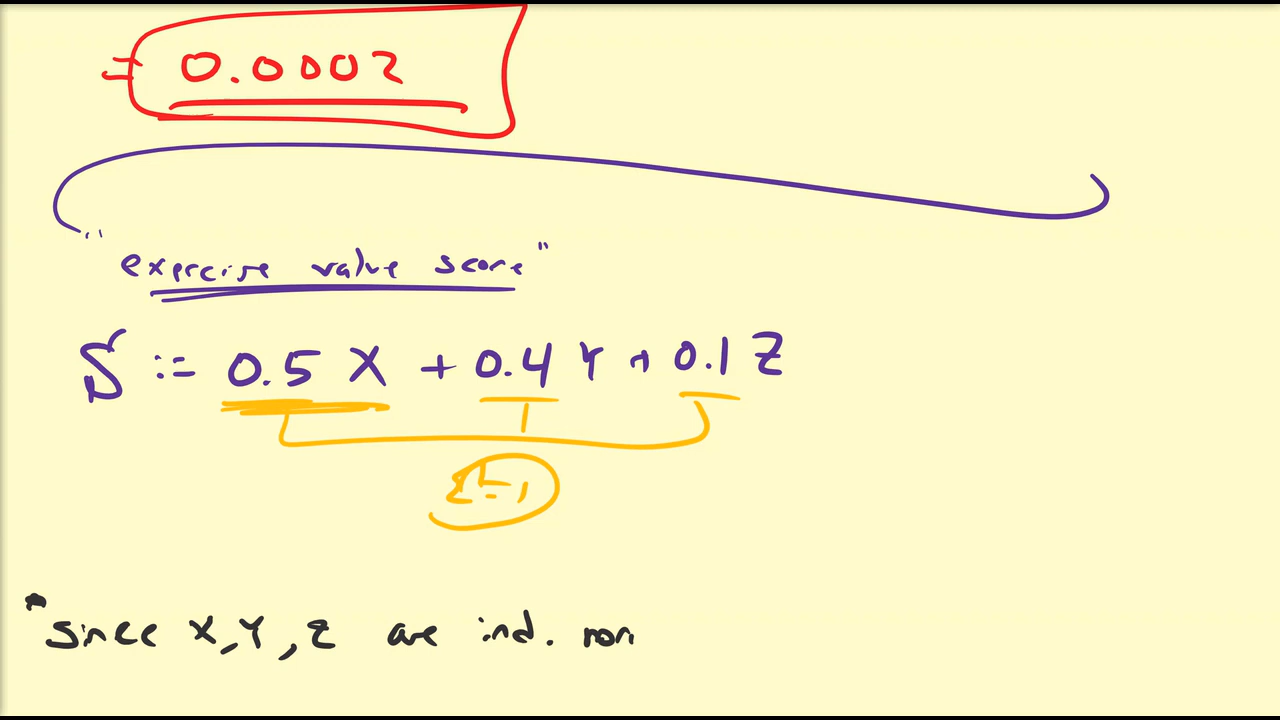 = 0.0002
"exercise value score"
S := 0.5 X + 0.4 Y + 0.1 Z
Σ = 1
*since X, Y, Z are ind. non